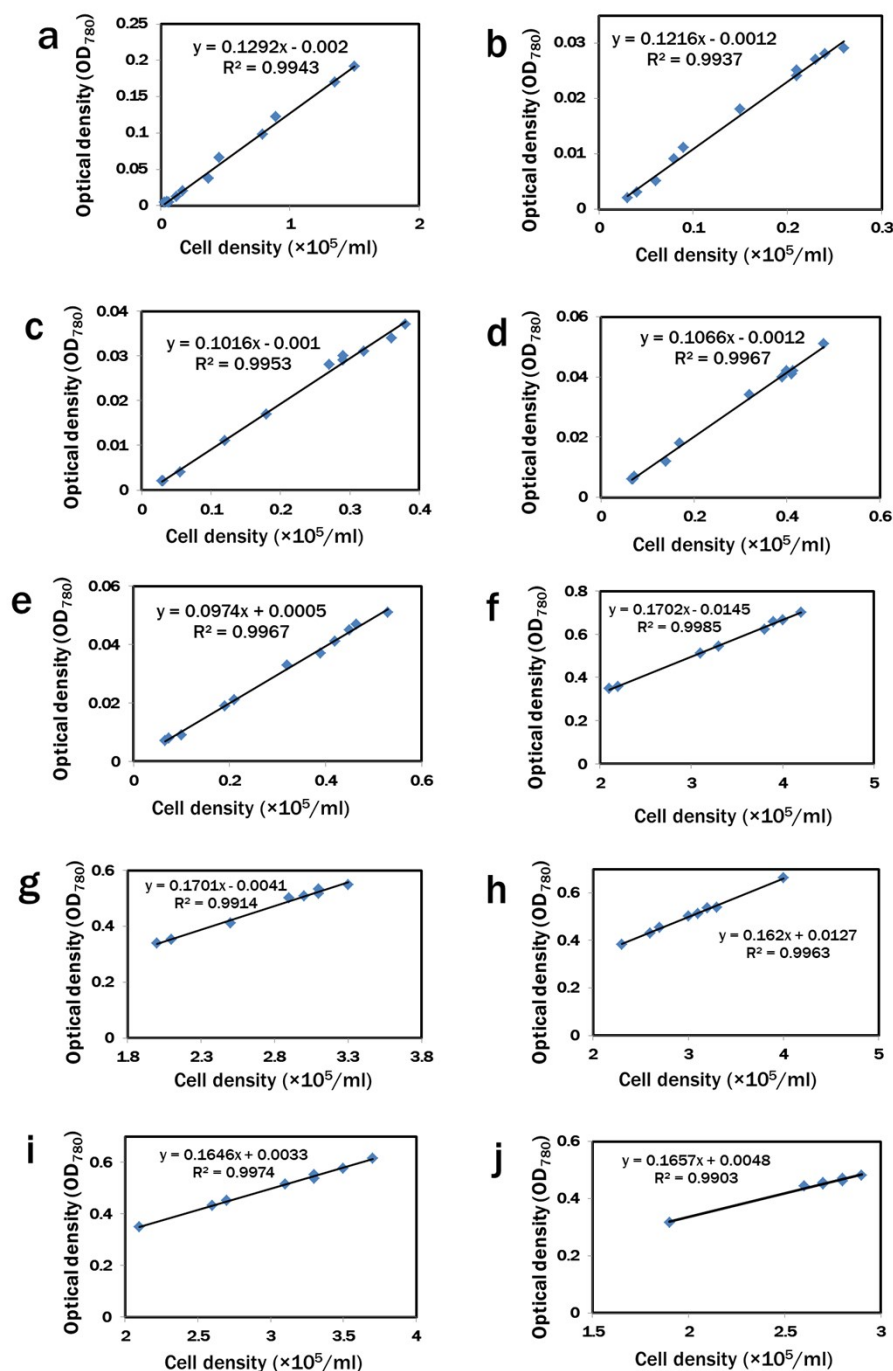 a
Optical density (OD780)
0.25
0.2
0.15
0.1
0.05
0
y = 0.1292x - 0.002
R² = 0.9943
1 2
Cell density (×10⁵/ml)
b
Optical density (OD780)
0.03
0.02
0.01
0
y = 0.1216x - 0.0012
R² = 0.9937
0 0.1 0.2 0.3
Cell density (×10⁵/ml)
c
Optical density (OD780)
0.04
0.03
0.02
0.01
0
y = 0.1016x - 0.001
R² = 0.9953
0 0.1 0.2 0.3 0.4
Cell density (×10⁵/ml)
d
Optical density (OD780)
0.06
0.04
0.02
0
y = 0.1066x - 0.0012
R² = 0.9967
0 0.2 0.4 0.6
Cell density (×10⁵/ml)
e
Optical density (OD780)
0.06
0.04
0.02
0
y = 0.0974x + 0.0005
R² = 0.9967
0 0.2 0.4 0.6
Cell density (×10⁵/ml)
f
Optical density (OD780)
0.8
0.6
0.4
0.2
0
y = 0.1702x - 0.0145
R² = 0.9985
2 3 4 5
Cell density (×10⁵/ml)
g
Optical density (OD780)
0.6
0.4
0.2
0
y = 0.1701x - 0.0041
R² = 0.9914
1.8 2.3 2.8 3.3 3.8
Cell density (×10⁵/ml)
h
Optical density (OD780)
0.6
0.4
0.2
0
y = 0.162x + 0.0127
R² = 0.9963
2 3 4 5
Cell density (×10⁵/ml)
i
Optical density (OD780)
0.6
0.4
0.2
0
y = 0.1646x + 0.0033
R² = 0.9974
2 2.5 3 3.5 4
Cell density (×10⁵/ml)
j
Optical density (OD780)
0.6
0.4
0.2
0
y = 0.1657x + 0.0048
R² = 0.9903
1.5 2 2.5 3
Cell density (×10⁵/ml)